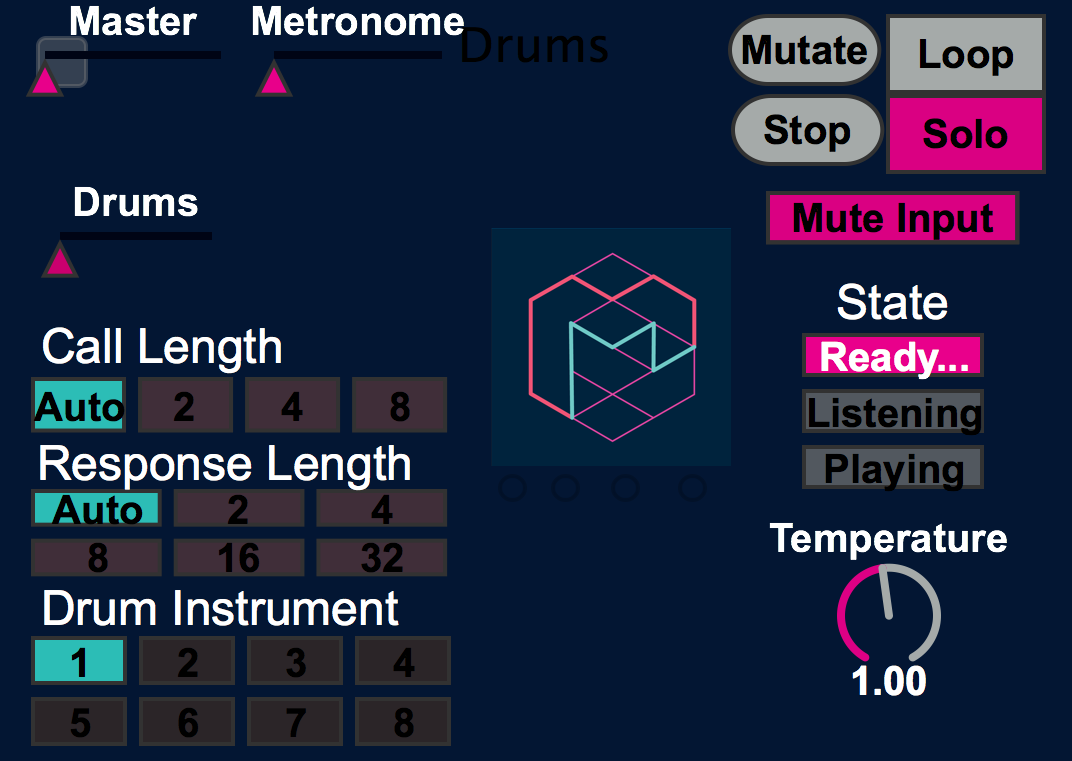 Master
Metronome
Drums
Mutate
Loop
Stop
Solo
Drums
Mute Input
State
Ready...
Listening
Playing
Call Length
Auto 2 4 8
Response Length
Auto 2 4
8 16 32
Drum Instrument
1 2 3 4
5 6 7 8
Temperature
1.00